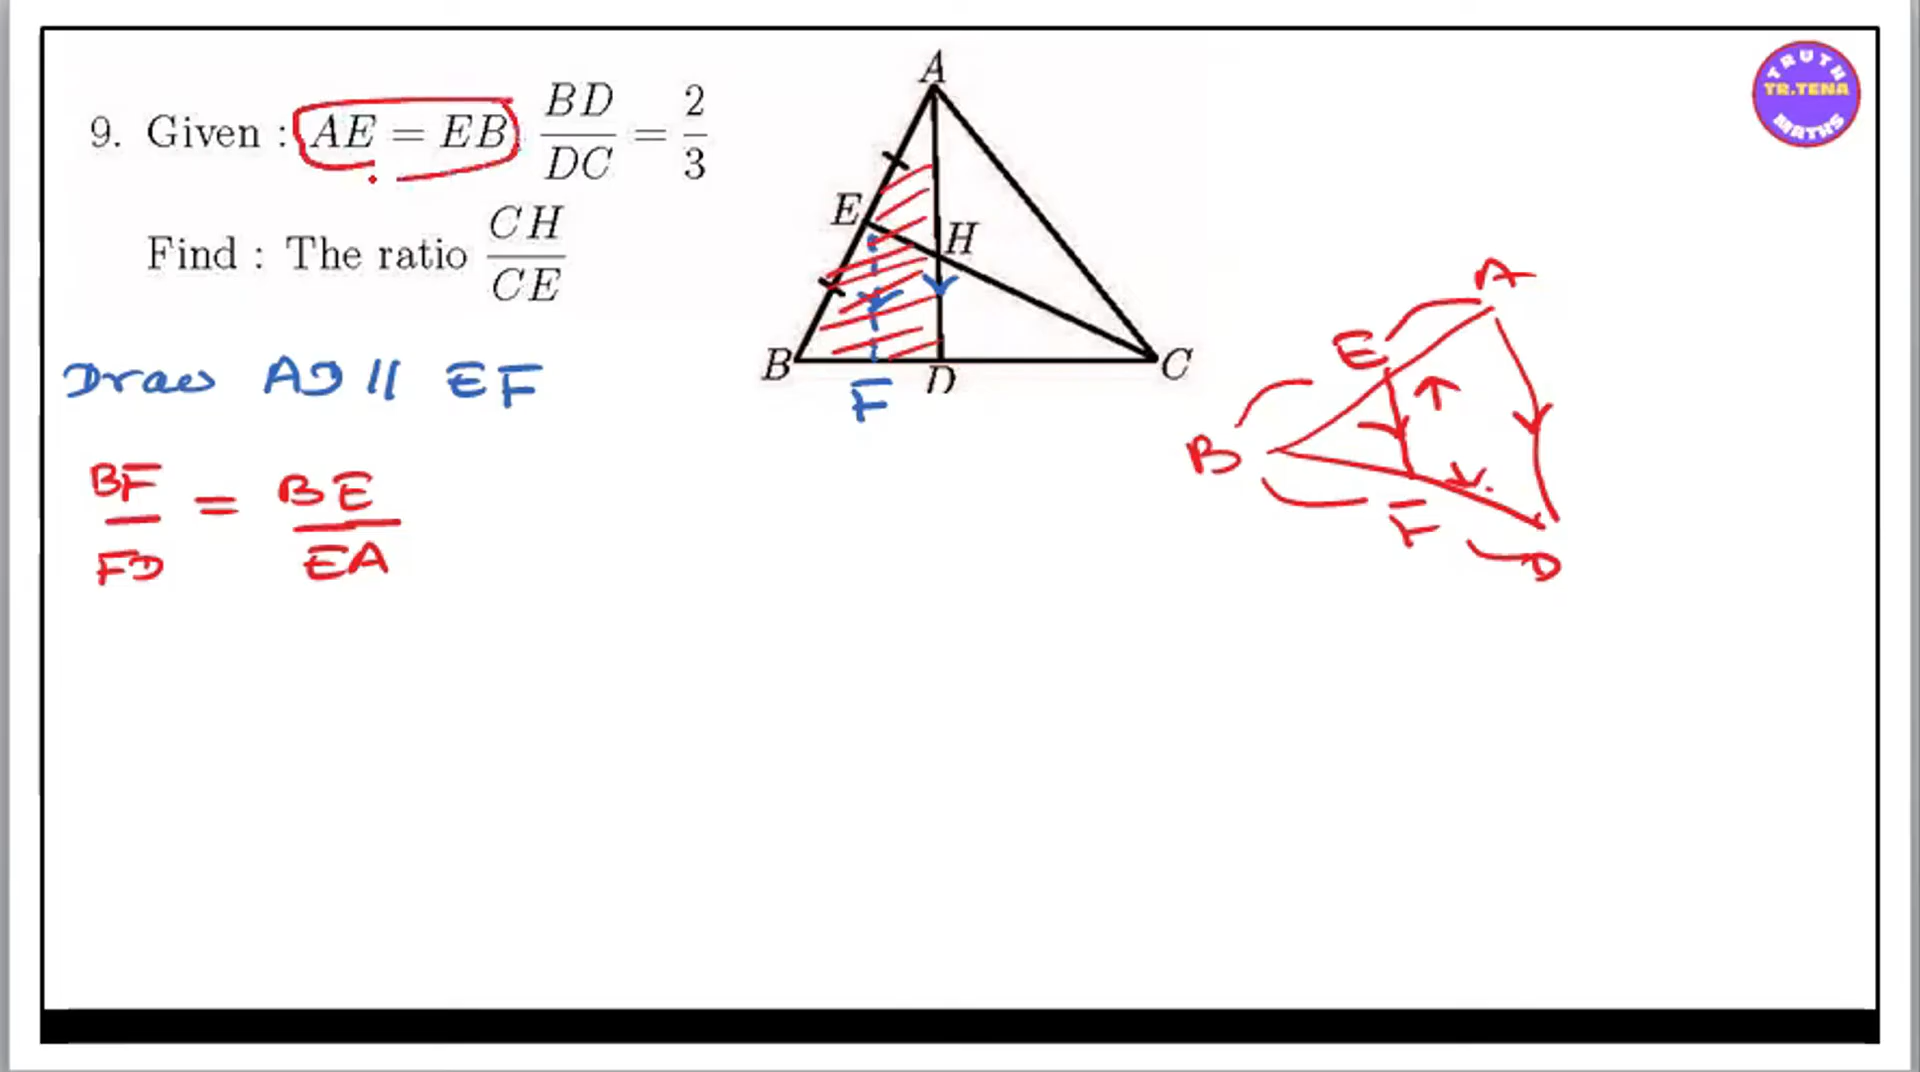 9. Given : AE = EB BD/DC = 2/3
Find : The ratio CH/CE
Draw AD // EF
BF/FD = BE/EA
A
E
H
B
D
C
F
A
E
B
F
D
TRUTH
TR.TENA
MATHS